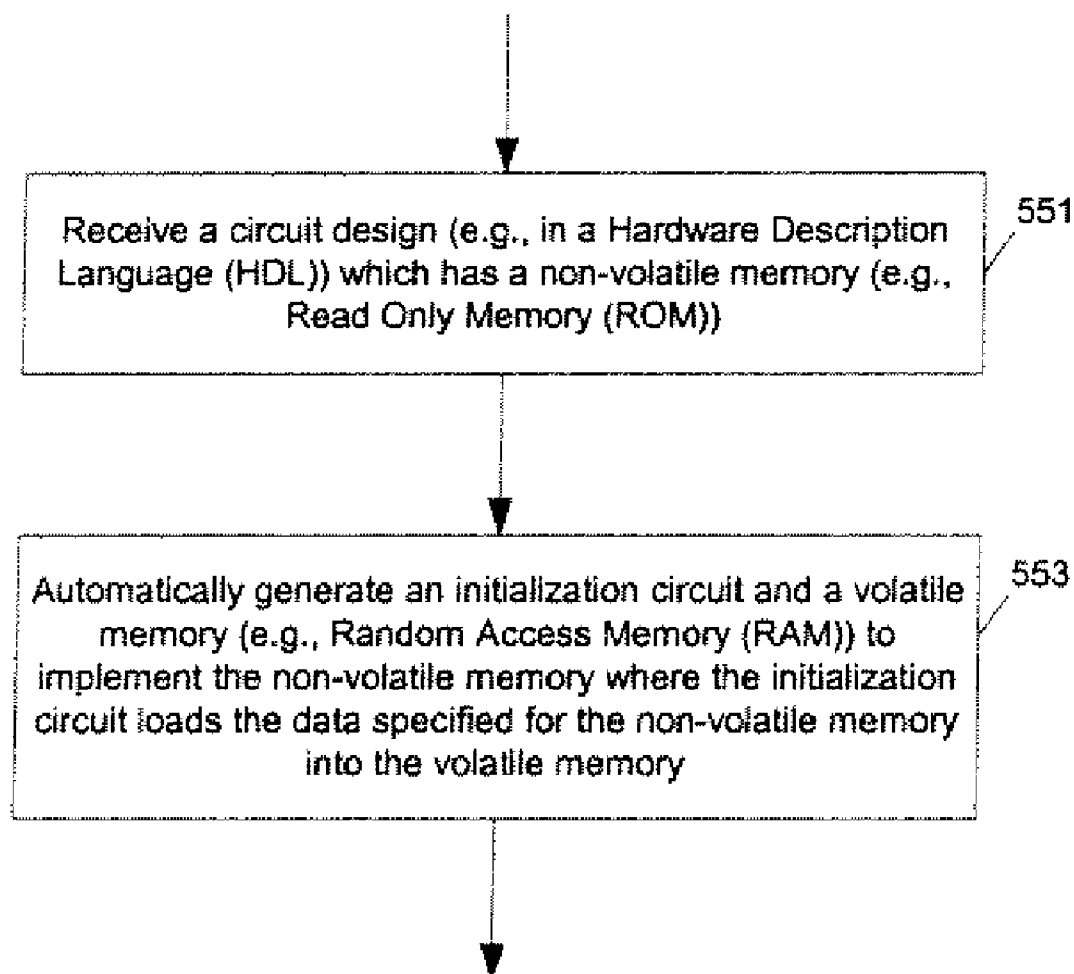 Receive a circuit design (e.g., in a Hardware Description
Language (HDL)) which has a non-volatile memory (e.g.,
Read Only Memory (ROM))
551
Automatically generate an initialization circuit and a volatile
memory (e.g., Random Access Memory (RAM)) to
implement the non-volatile memory where the initialization
circuit loads the data specified for the non-volatile memory
into the volatile memory
553